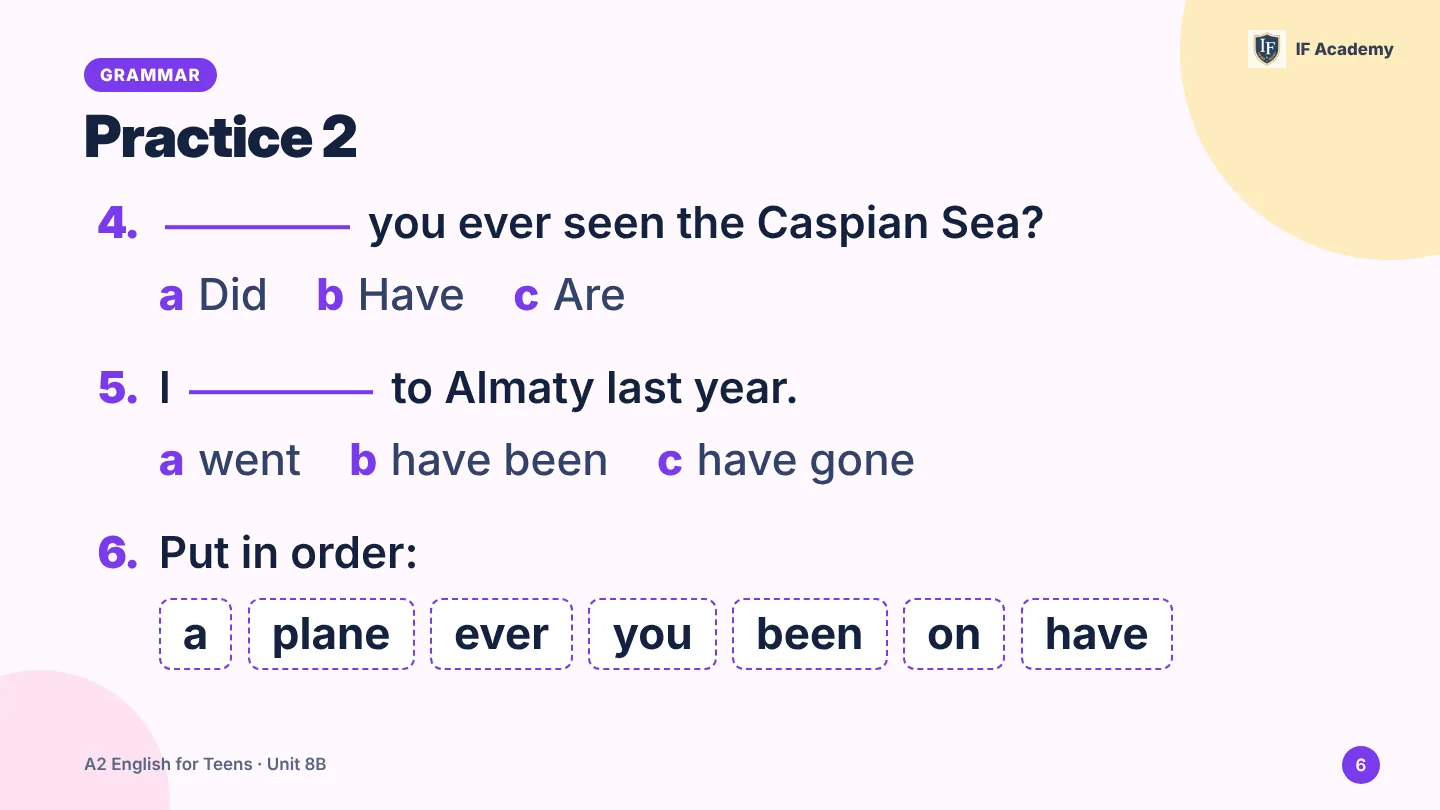 IF IF Academy
GRAMMAR
Practice 2
4. ________ you ever seen the Caspian Sea?
a Did b Have c Are
5. I ________ to Almaty last year.
a went b have been c have gone
6. Put in order:
a plane ever you been on have
A2 English for Teens · Unit 8B
6